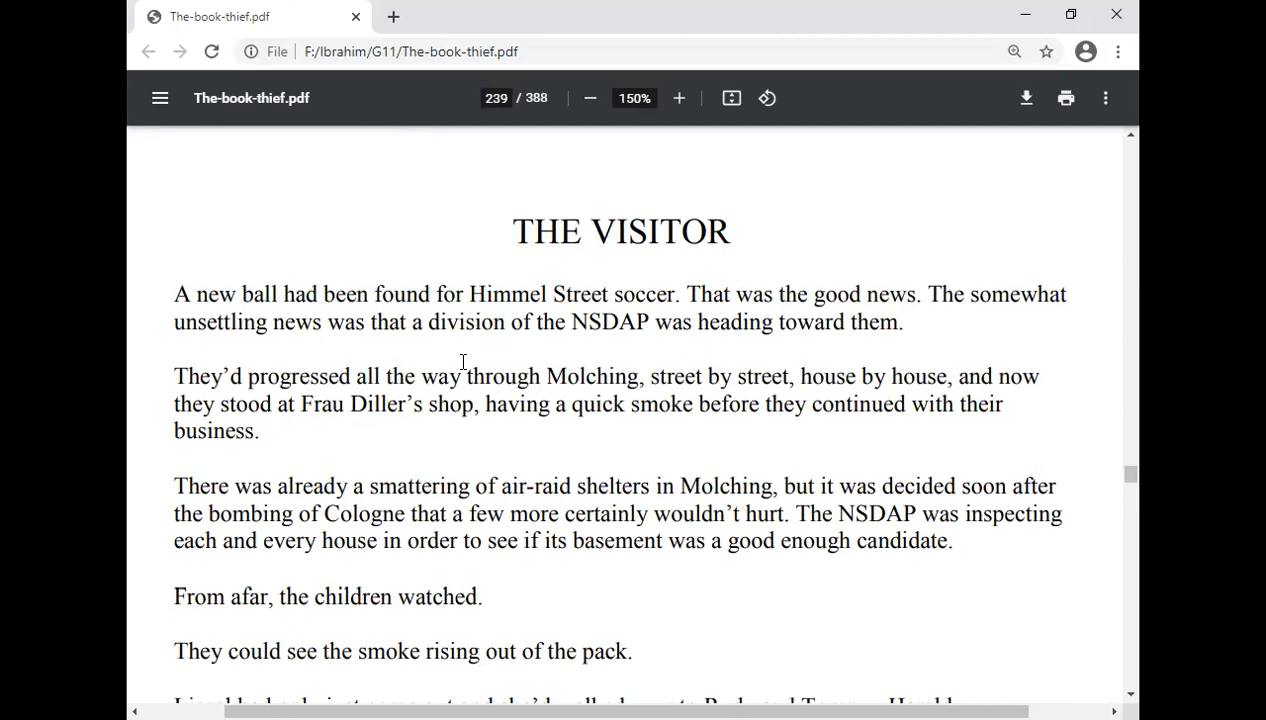 The-book-thief.pdf
File F:/Ibrahim/G11/The-book-thief.pdf
The-book-thief.pdf 239 / 388 150%
THE VISITOR
A new ball had been found for Himmel Street soccer. That was the good news. The somewhat
unsettling news was that a division of the NSDAP was heading toward them.
They’d progressed all the way through Molching, street by street, house by house, and now
they stood at Frau Diller’s shop, having a quick smoke before they continued with their
business.
There was already a smattering of air-raid shelters in Molching, but it was decided soon after
the bombing of Cologne that a few more certainly wouldn’t hurt. The NSDAP was inspecting
each and every house in order to see if its basement was a good enough candidate.
From afar, the children watched.
They could see the smoke rising out of the pack.